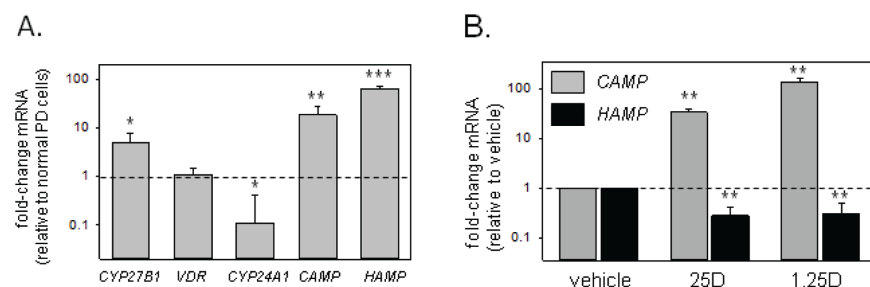 A.
fold-change mRNA
(relative to normal PD cells)
100
10
1
0.1
*
*
**
***
CYP27B1 VDR CYP24A1 CAMP HAMP
B.
fold-change mRNA
(relative to vehicle)
100
10
1
0.1
CAMP
HAMP
**
**
**
**
vehicle 25D 1,25D